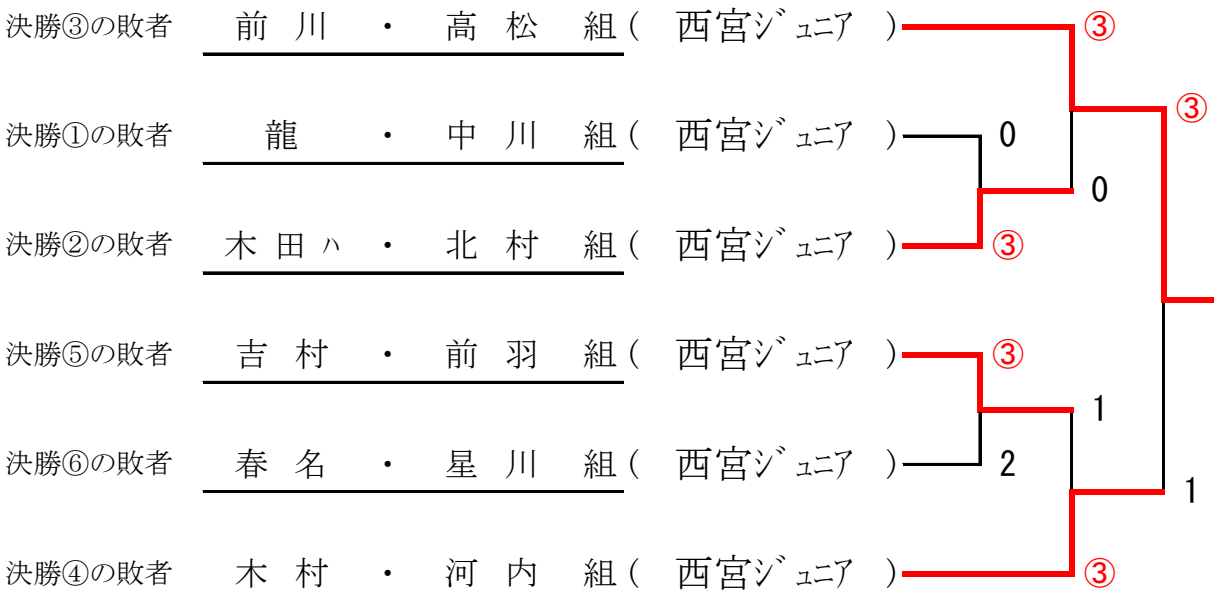 決勝③の敗者 前川 ・ 高松 組( 西宮ｼﾞｭﾆｱ ) ③
③
決勝①の敗者 龍 ・ 中川 組( 西宮ｼﾞｭﾆｱ ) 0
0
決勝②の敗者 木田ハ ・ 北村 組( 西宮ｼﾞｭﾆｱ ) ③
決勝⑤の敗者 吉村 ・ 前羽 組( 西宮ｼﾞｭﾆｱ ) ③
1
決勝⑥の敗者 春名 ・ 星川 組( 西宮ｼﾞｭﾆｱ ) 2
1
決勝④の敗者 木村 ・ 河内 組( 西宮ｼﾞｭﾆｱ ) ③